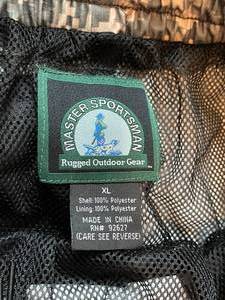 MASTER SPORTSMAN
Rugged Outdoor Gear™
XL
Shell: 100% Polyester
Lining: 100% Polyester
MADE IN CHINA
RN# 92627
(CARE SEE REVERSE)